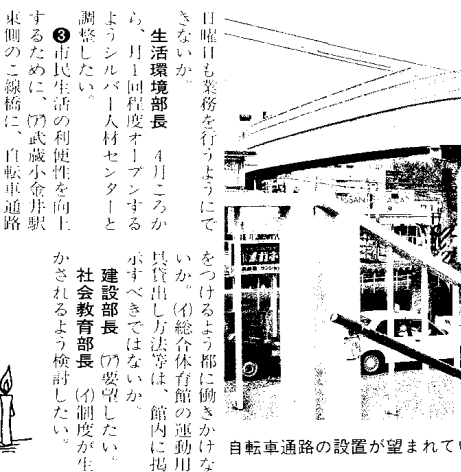 日曜日も業務を行うようにで
きないか。
生活環境部長　4月ころか
ら、月1回程度オープンする
ようシルバー人材センターと
調整したい。
❸市民生活の利便性を向上
するために、㋐武蔵小金井駅
東側のこ線橋に、自転車通路
をつけるよう都に働きかけな
いか。㋑総合体育館の運動用
具貸出し方法等は、館内に掲
示すべきではないか。
建設部長　㋐要望したい。
社会教育部長　㋑制度が生
かされるよう検討したい。
NISSAN
自転車通路の設置が望まれてい